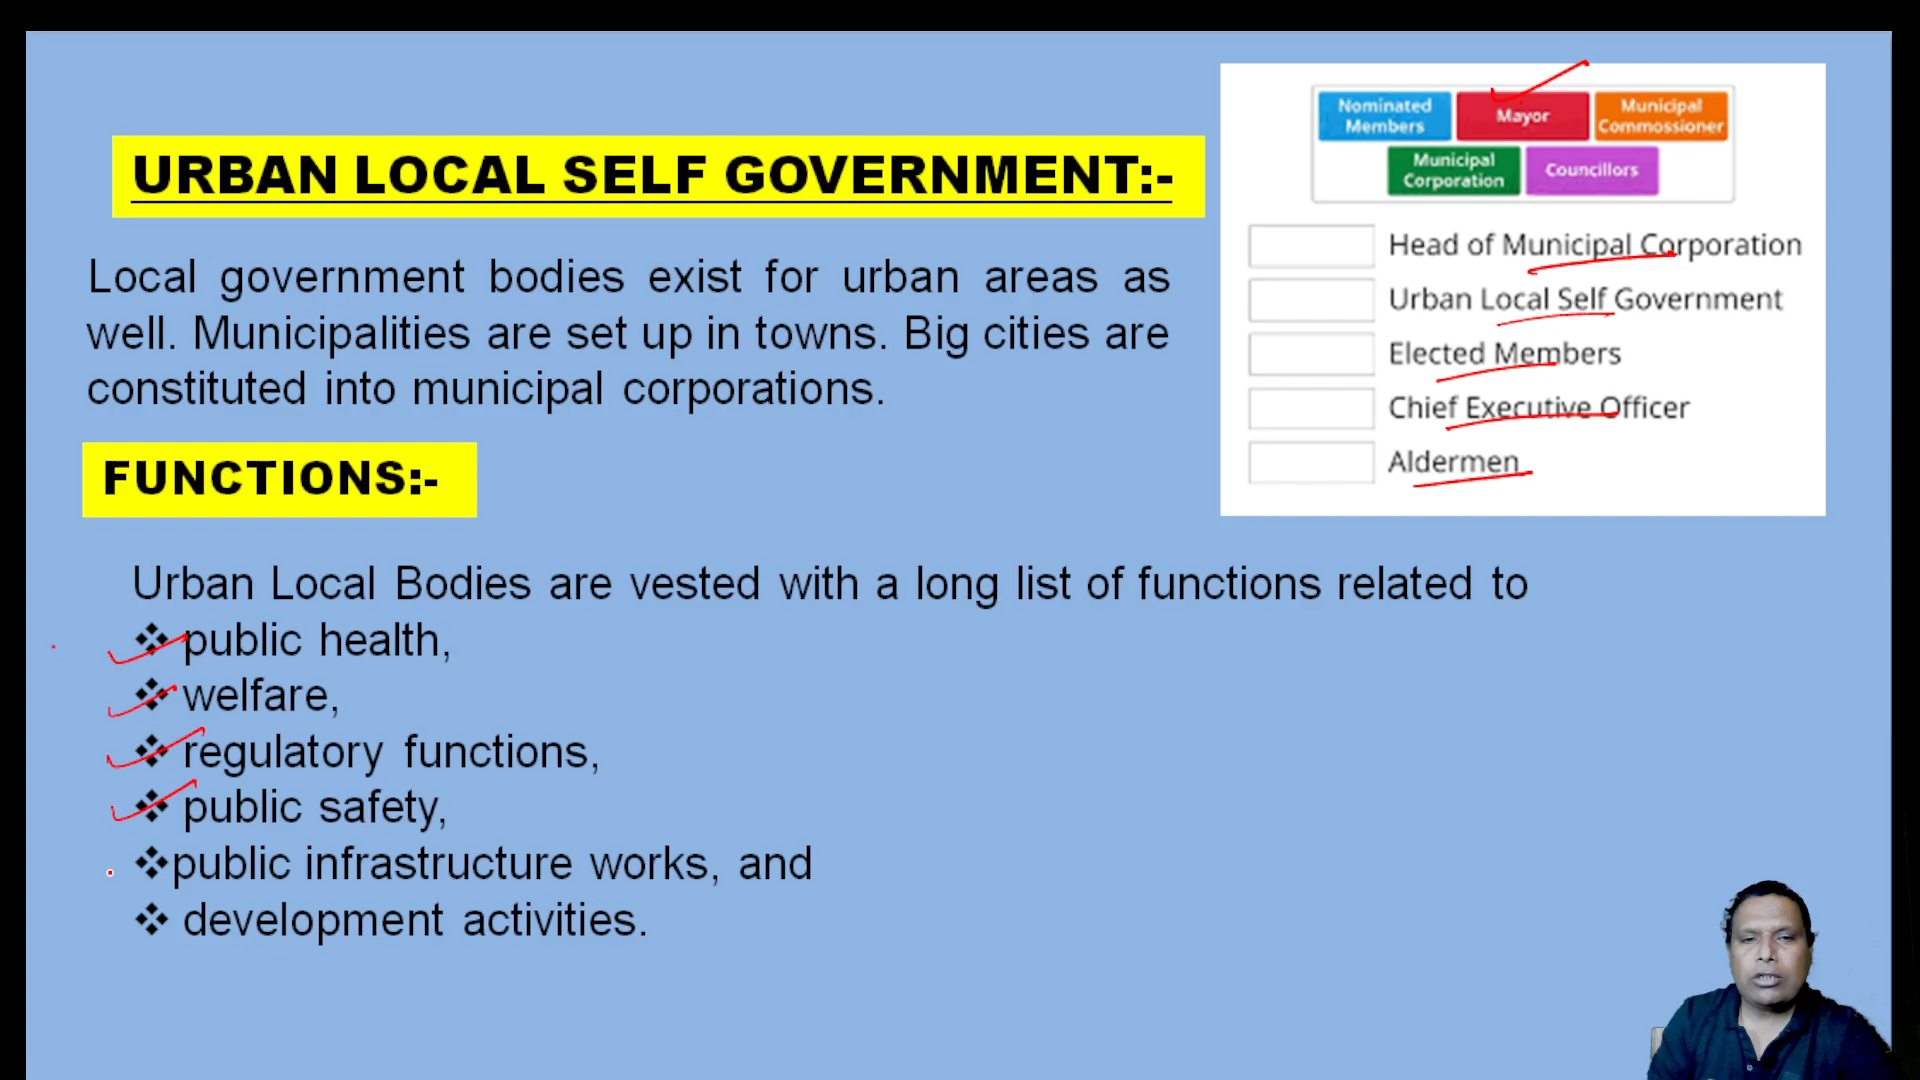 URBAN LOCAL SELF GOVERNMENT:-
Local government bodies exist for urban areas as
well. Municipalities are set up in towns. Big cities are
constituted into municipal corporations.
Nominated
Members
Mayor
Municipal
Commossioner
Municipal
Corporation
Councillors
Head of Municipal Corporation
Urban Local Self Government
Elected Members
Chief Executive Officer
Aldermen
FUNCTIONS:-
Urban Local Bodies are vested with a long list of functions related to
❖ public health,
❖ welfare,
❖ regulatory functions,
❖ public safety,
❖public infrastructure works, and
❖ development activities.